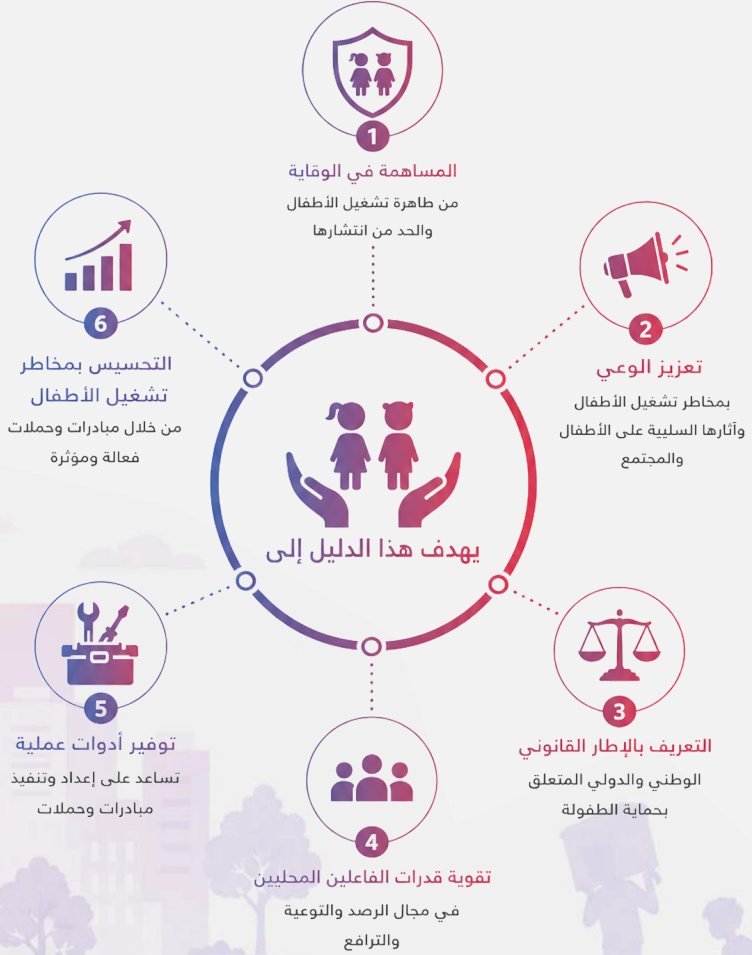 يهدف هذا الدليل إلى
1
المساهمة في الوقاية
من طاهرة تشغيل الأطفال
والحد من انتشارها
2
تعزيز الوعي
بمخاطر تشغيل الأطفال
وآثارها السليية على الأطفال
والمجتمع
3
التعريف بالإطار القانوني
الوطني والدولي المتعلق
بحماية الطفولة
4
تقوية قدرات الفاعلين المحليين
في مجال الرصد والتوعية
والترافع
5
توفير أدوات عملية
تساعد على إعداد وتنفيذ
مبادرات وحملات
6
التحسيس بمخاطر
تشغيل الأطفال
من خلال مبادرات وحملات
فعالة ومؤثرة